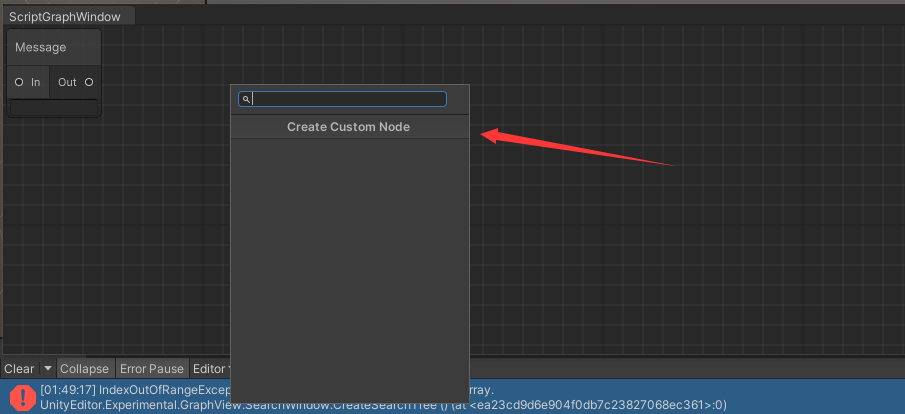 ScriptGraphWindow
Message
In Out
Create Custom Node
Clear Collapse Error Pause Editor
[01:49:17] IndexOutOfRangeExcep rray.
UnityEditor.Experimental.GraphView.SearchWindow.CreateSearchTree () (at <ea23cd9d6e904f0db7c23827068ec361>:0)